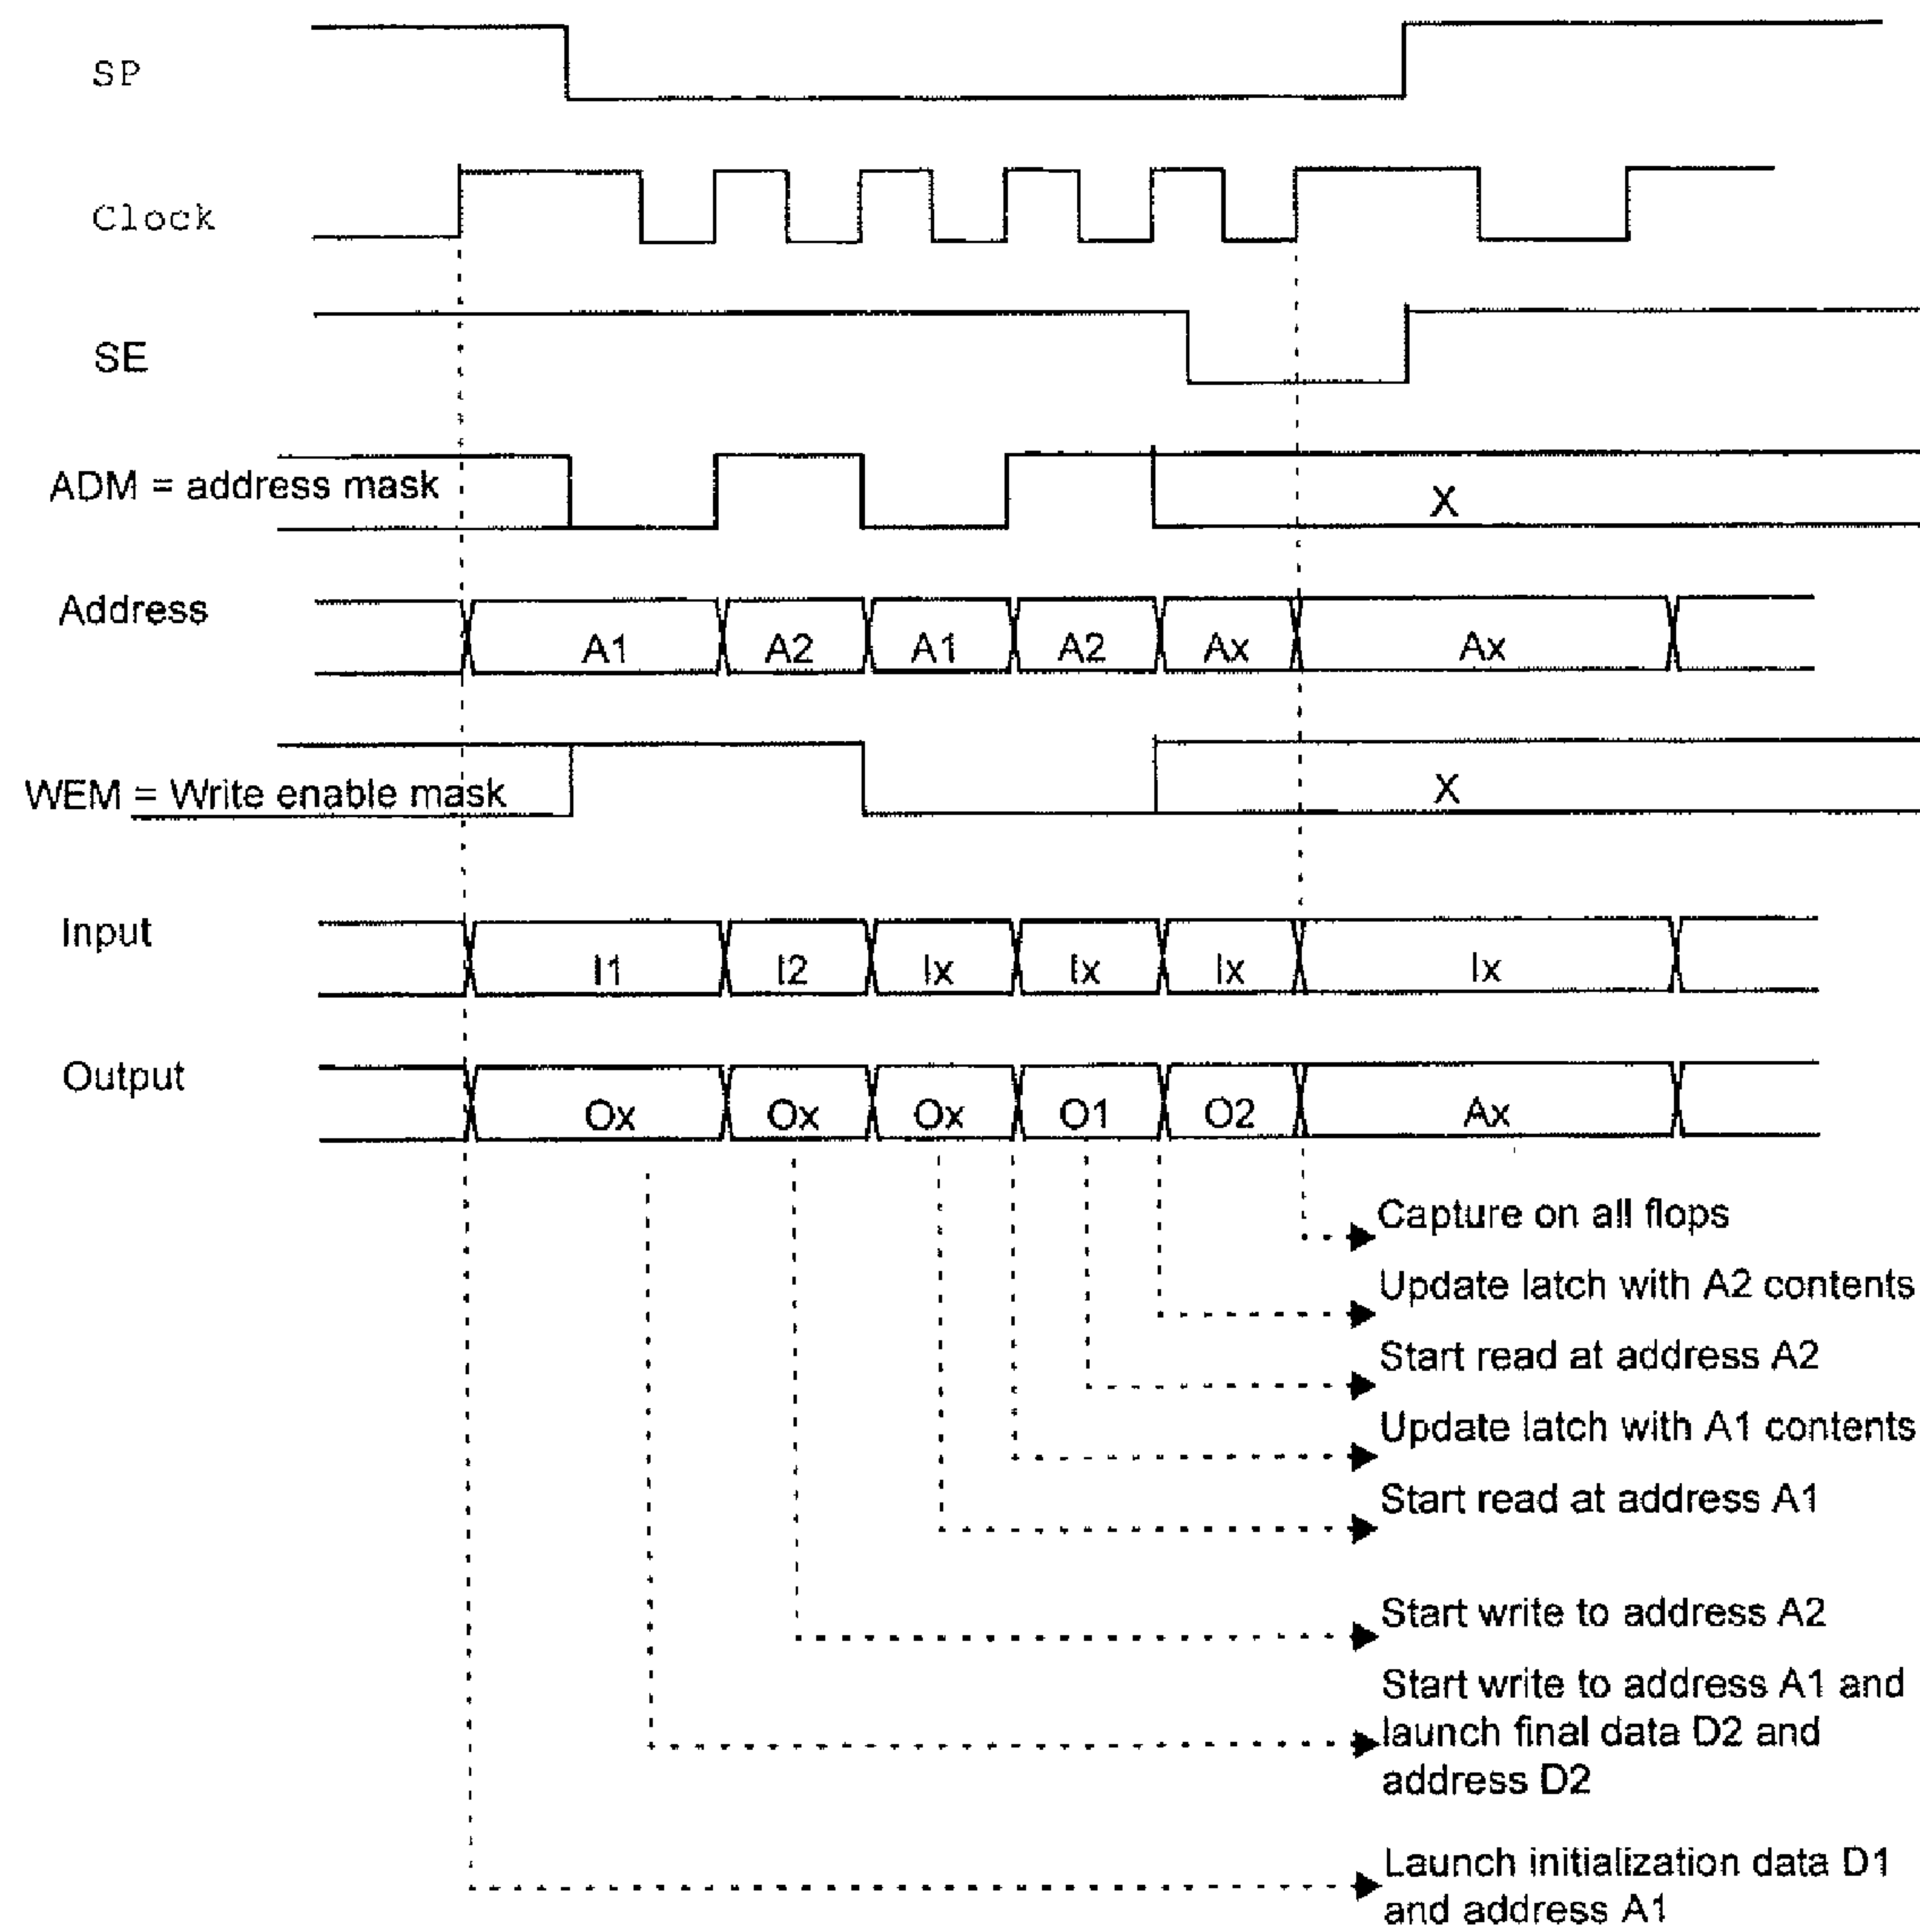 SP
Clock
SE
ADM = address mask
X
Address
A1 A2 A1 A2 Ax Ax
WEM = Write enable mask
X
Input
I1 I2 Ix Ix Ix Ix
Output
Ox Ox Ox O1 O2 Ax
Capture on all flops
Update latch with A2 contents
Start read at address A2
Update latch with A1 contents
Start read at address A1
Start write to address A2
Start write to address A1 and
launch final data D2 and
address D2
Launch initialization data D1
and address A1